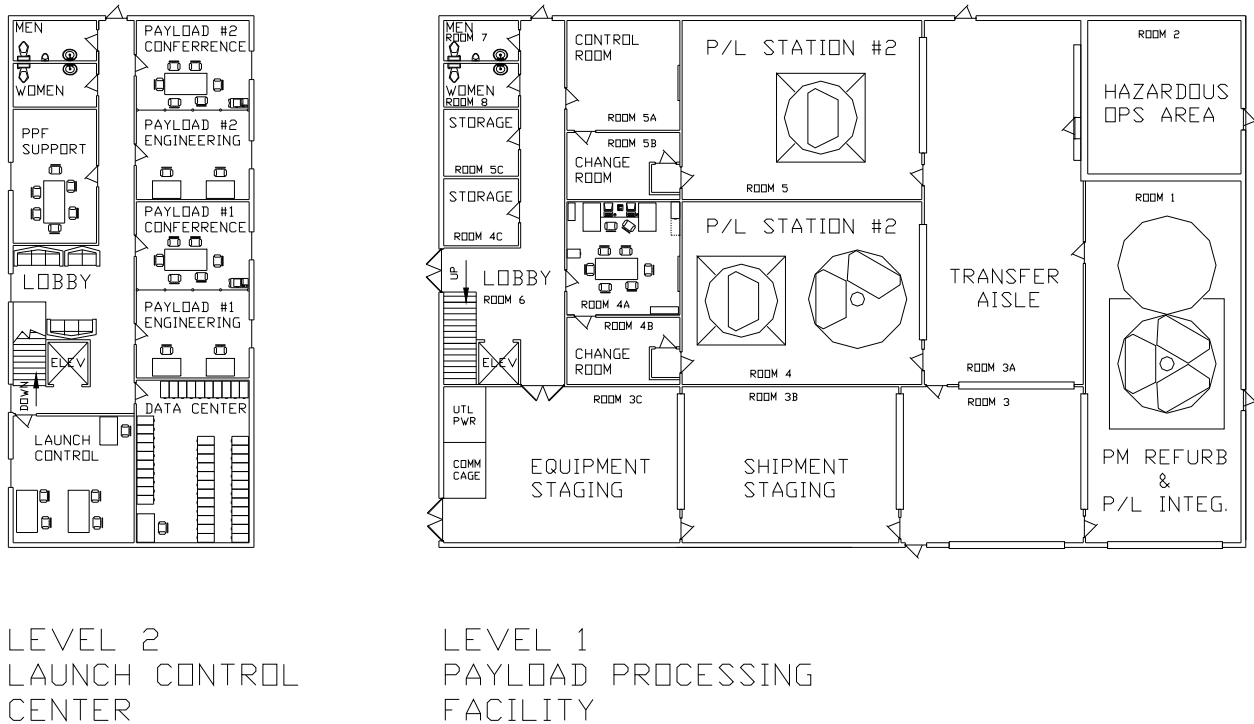 MEN
WOMEN
PPF
SUPPORT
LOBBY
ELEV
DOWN
LAUNCH
CONTROL
PAYLOAD #2
CONFERRENCE
PAYLOAD #2
ENGINEERING
PAYLOAD #1
CONFERRENCE
PAYLOAD #1
ENGINEERING
DATA CENTER
LEVEL 2
LAUNCH CONTROL
CENTER
MEN
ROOM 7
WOMEN
ROOM 8
STORAGE
ROOM 5C
STORAGE
ROOM 4C
UP
LOBBY
ROOM 6
ELEV
CONTROL
ROOM
ROOM 5A
ROOM 5B
CHANGE
ROOM
ROOM 4A
ROOM 4B
CHANGE
ROOM
P/L STATION #2
ROOM 5
P/L STATION #2
ROOM 4
TRANSFER
AISLE
ROOM 3A
ROOM 2
HAZARDOUS
OPS AREA
ROOM 1
PM REFURB
&
P/L INTEG.
UTL
PWR
COMM
CAGE
ROOM 3C
EQUIPMENT
STAGING
ROOM 3B
SHIPMENT
STAGING
ROOM 3
LEVEL 1
PAYLOAD PROCESSING
FACILITY